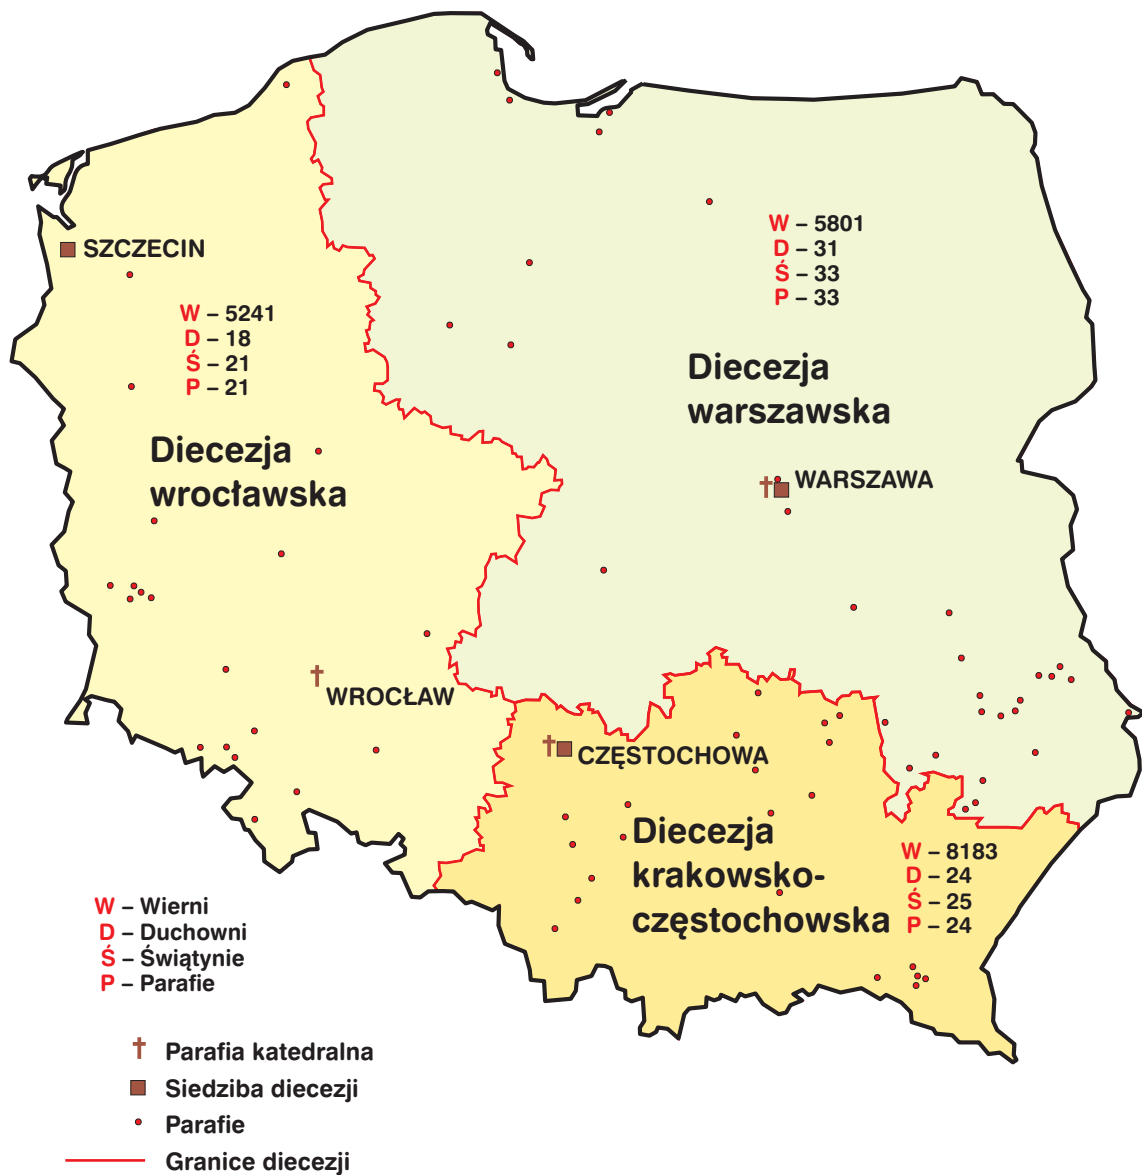 SZCZECIN
W – 5241
D – 18
Ś – 21
P – 21
Diecezja
wrocławska
WROCŁAW
W – 5801
D – 31
Ś – 33
P – 33
Diecezja
warszawska
WARSZAWA
CZĘSTOCHOWA
Diecezja
krakowsko-
częstochowska
W – 8183
D – 24
Ś – 25
P – 24
W – Wierni
D – Duchowni
Ś – Świątynie
P – Parafie
Parafia katedralna
Siedziba diecezji
Parafie
Granice diecezji